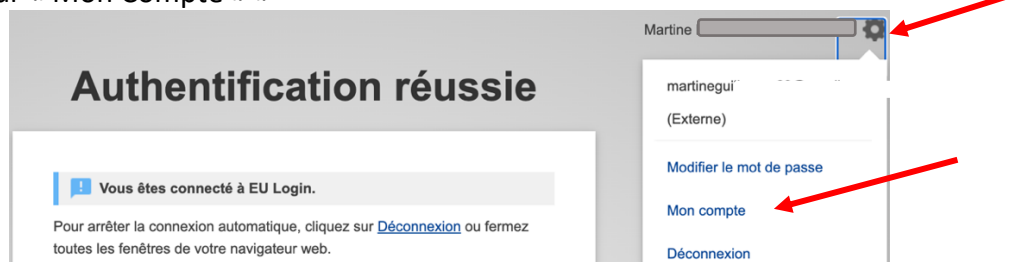 Mon Compte
Martine
Authentification réussie
martinegui
(Externe)
Modifier le mot de passe
Vous êtes connecté à EU Login.
Mon compte
Pour arrêter la connexion automatique, cliquez sur Déconnexion ou fermez
toutes les fenêtres de votre navigateur web.
Déconnexion